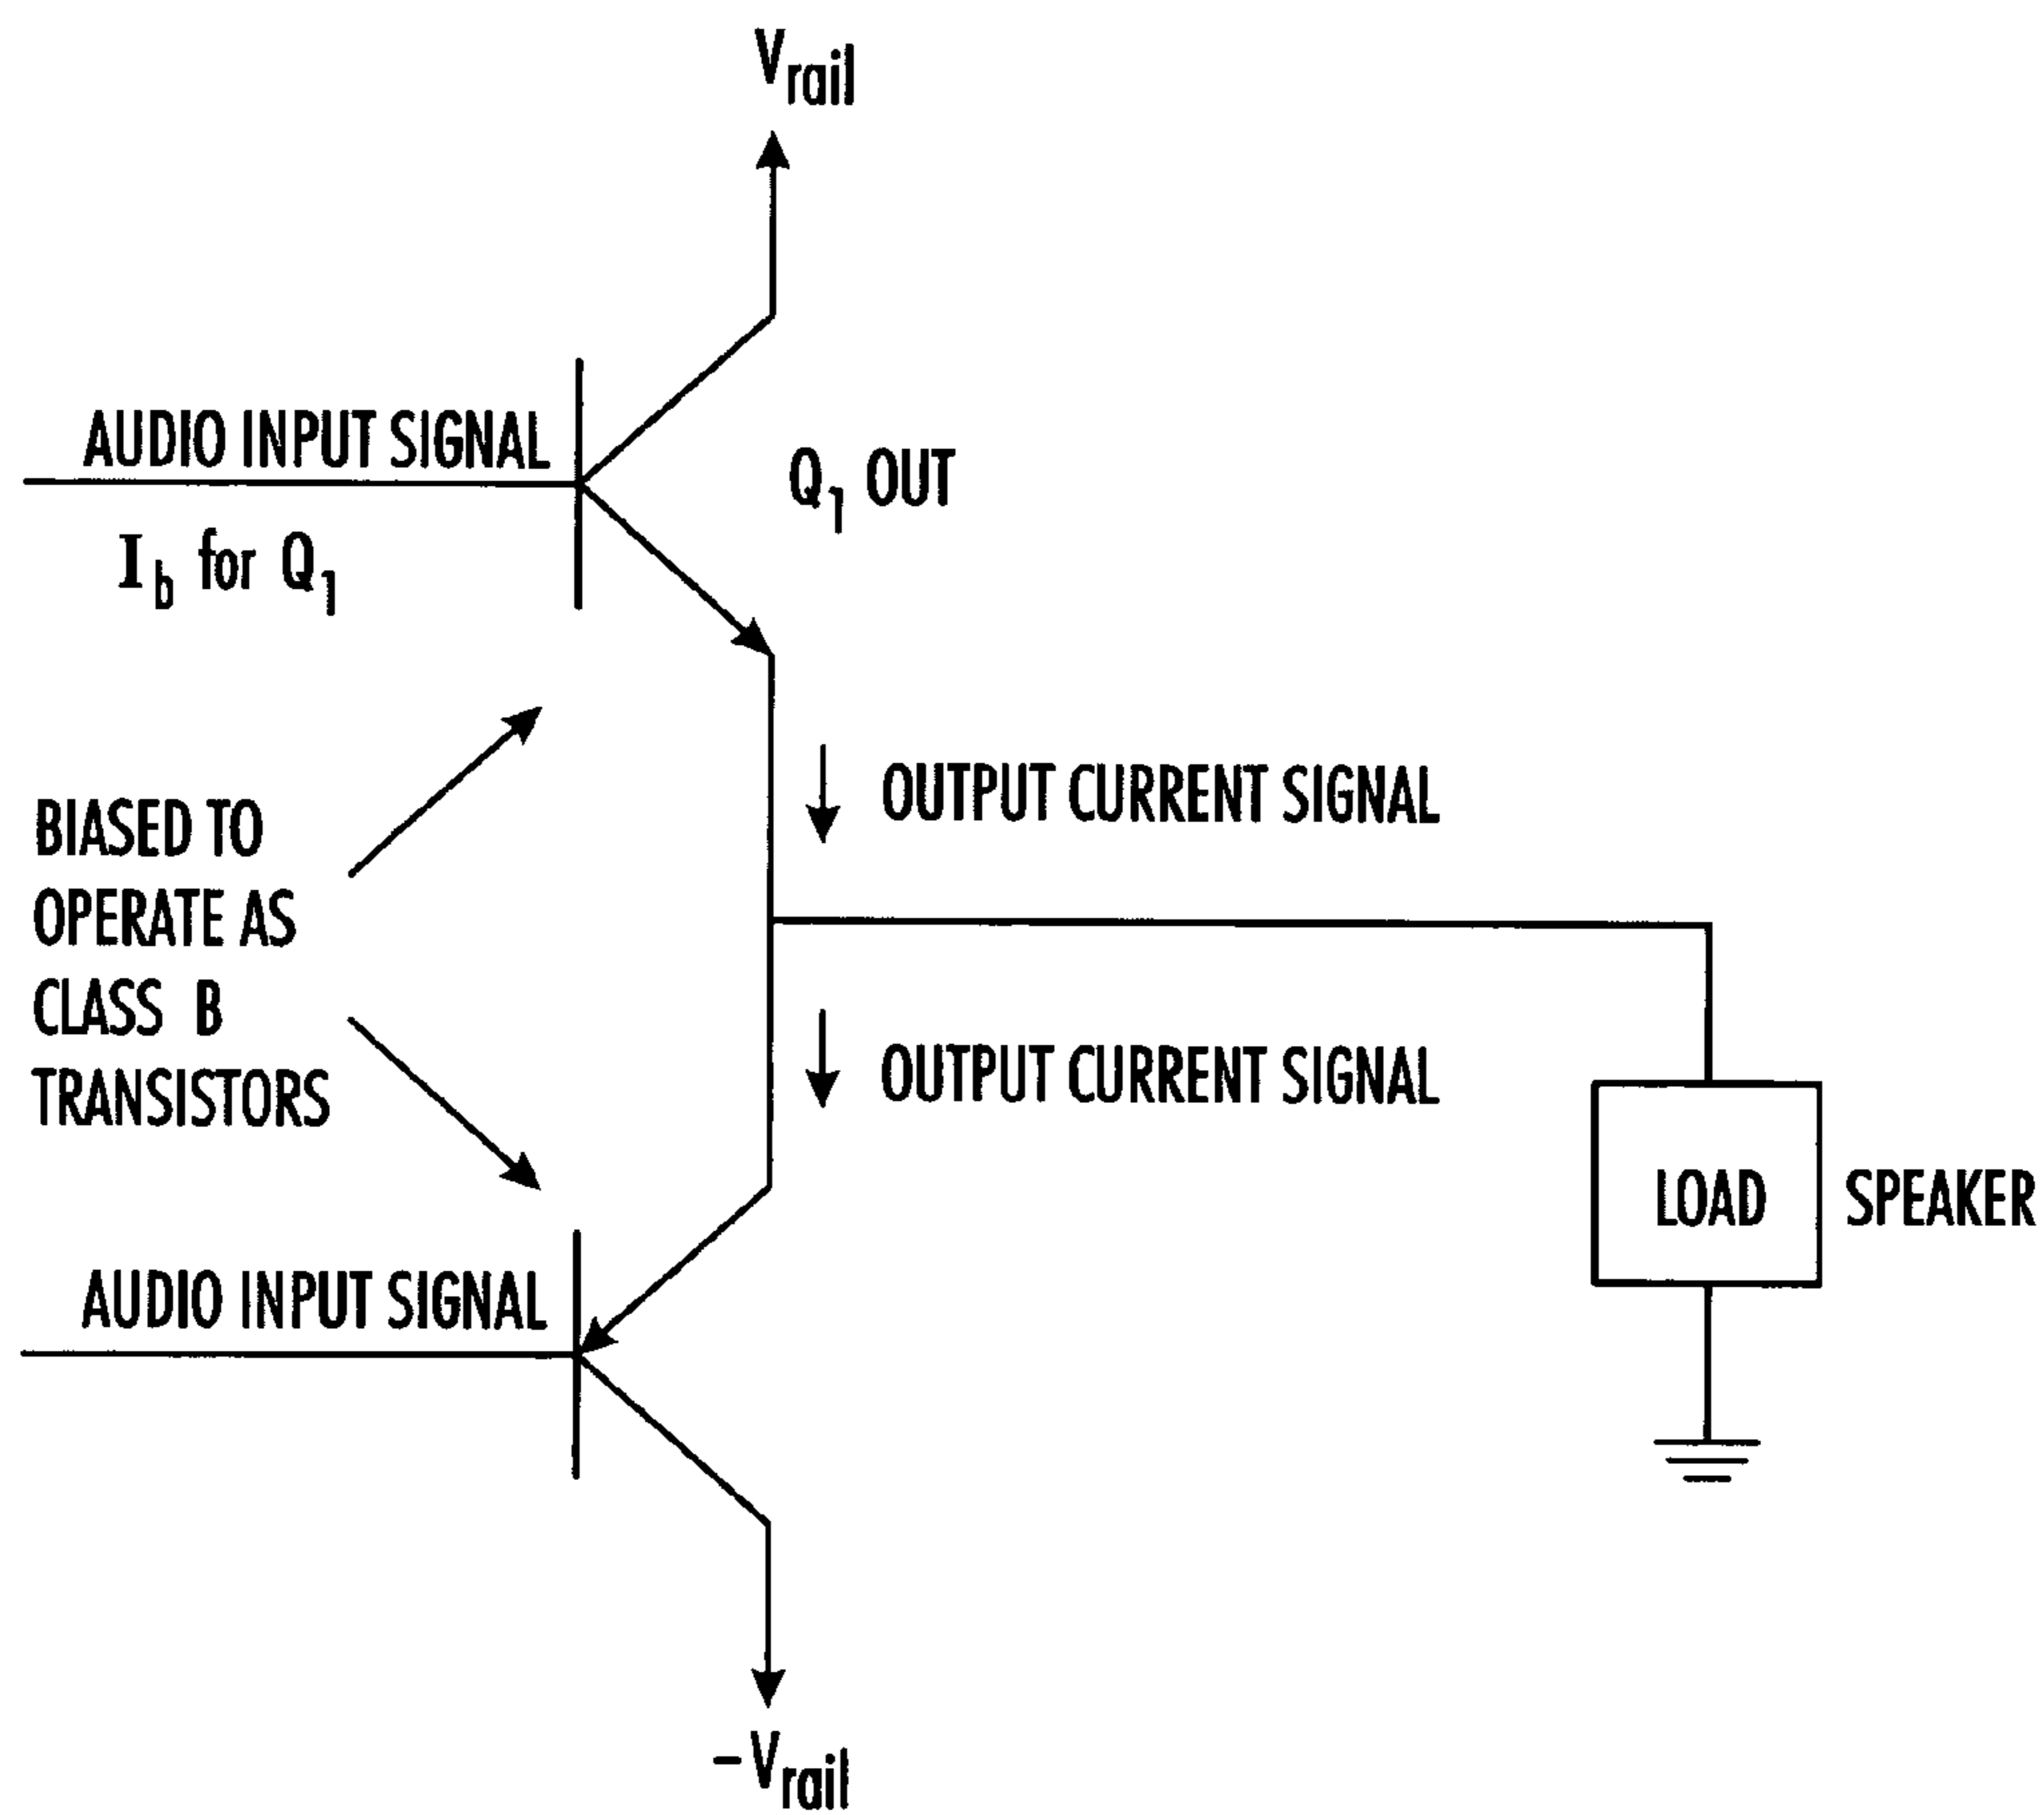 Vrail
AUDIO INPUT SIGNAL
Q1 OUT
Ib for Q1
OUTPUT CURRENT SIGNAL
BIASED TO
OPERATE AS
CLASS B
TRANSISTORS
OUTPUT CURRENT SIGNAL
LOAD
SPEAKER
AUDIO INPUT SIGNAL
-Vrail